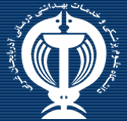 دانشگاه علوم پزشکی و خدمات بهداشتی درمانی آذربایجان غربی